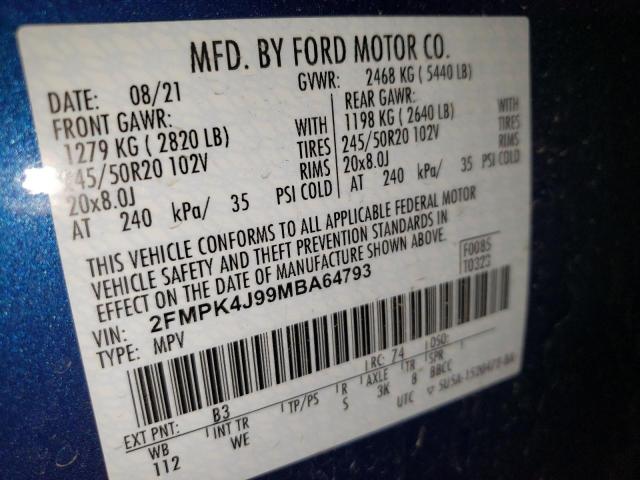 MFD. BY FORD MOTOR CO.
DATE: 08/21 GVWR: 2468 KG ( 5440 LB)
FRONT GAWR: REAR GAWR:
1279 KG ( 2820 LB) WITH 1198 KG ( 2640 LB) WITH
245/50R20 102V TIRES 245/50R20 102V TIRES
20x8.0J RIMS 20x8.0J RIMS
AT 240 kPa/ 35 PSI COLD AT 240 kPa/ 35 PSI COLD
THIS VEHICLE CONFORMS TO ALL APPLICABLE FEDERAL MOTOR
VEHICLE SAFETY AND THEFT PREVENTION STANDARDS IN
EFFECT ON THE DATE OF MANUFACTURE SHOWN ABOVE.
F0085
T0323
VIN: 2FMPK4J99MBA64793
TYPE: MPV
EXT PNT: B3 RC: 74 DSO:
WB INT TR TP/PS R AXLE TR SPR
112 WE S 3K 8 BBCC
UTC